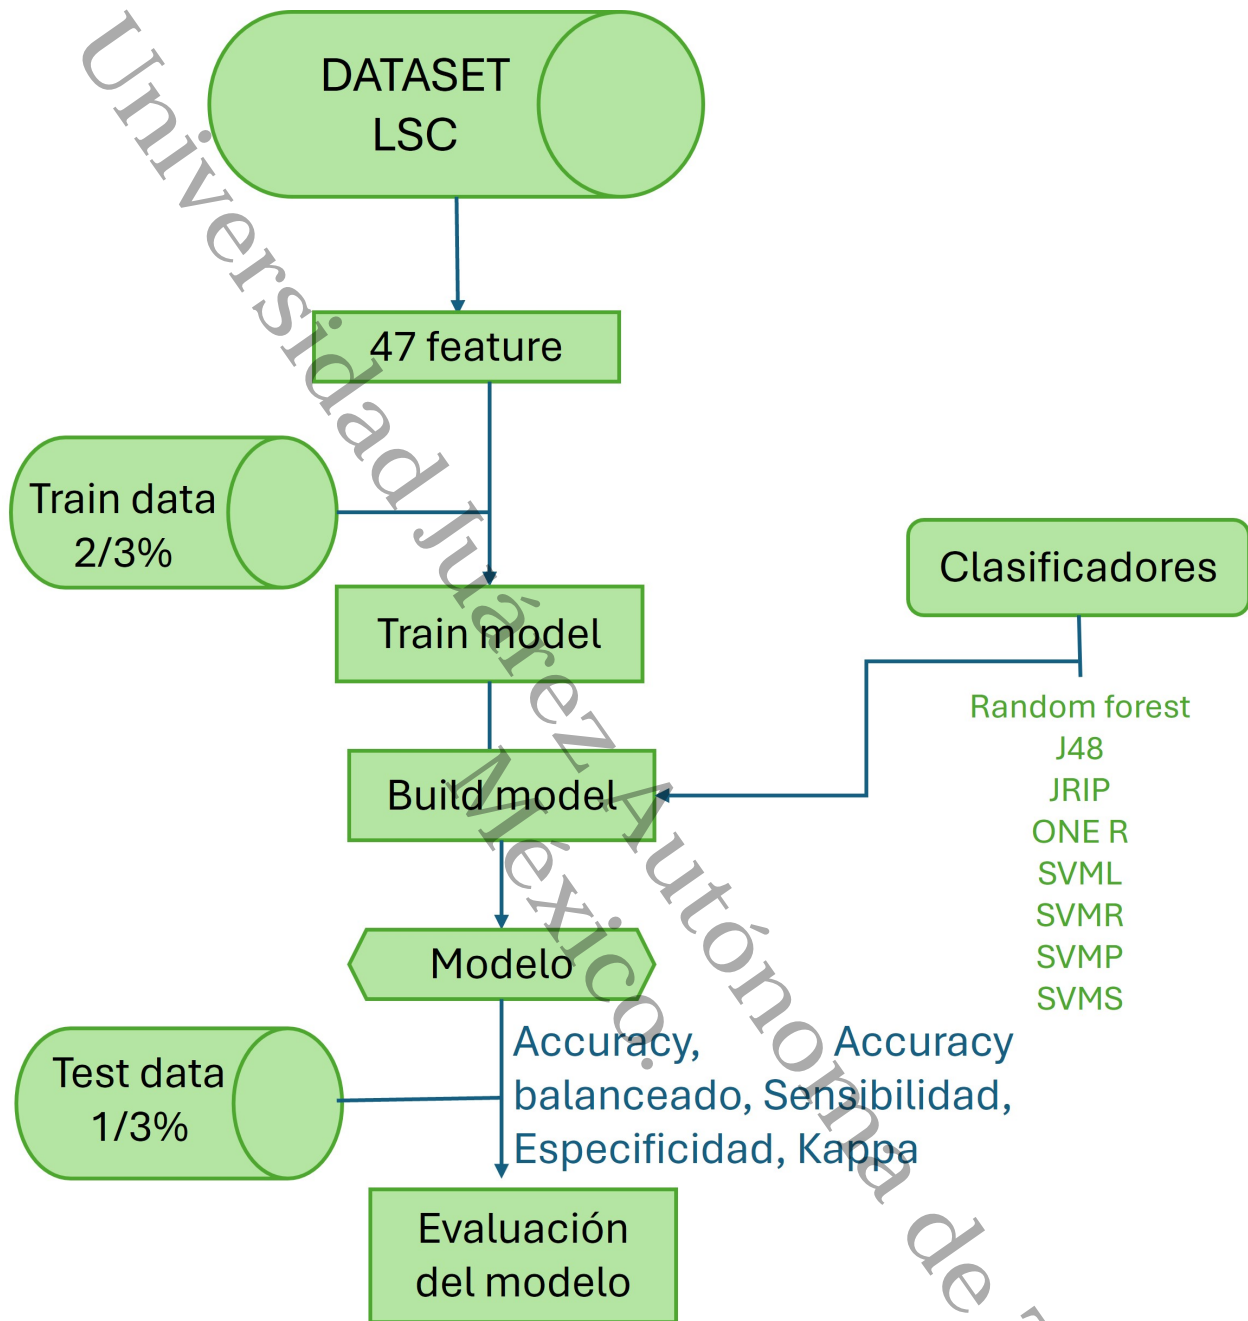 DATASET
LSC
47 feature
Train data
2/3%
Train model
Clasificadores
Random forest
J48
JRIP
ONE R
SVML
SVMR
SVMP
SVMS
Build model
Modelo
Test data
1/3%
Accuracy, Accuracy
balanceado, Sensibilidad,
Especificidad, Kappa
Evaluación
del modelo
Universidad Juárez Autónoma de
México.